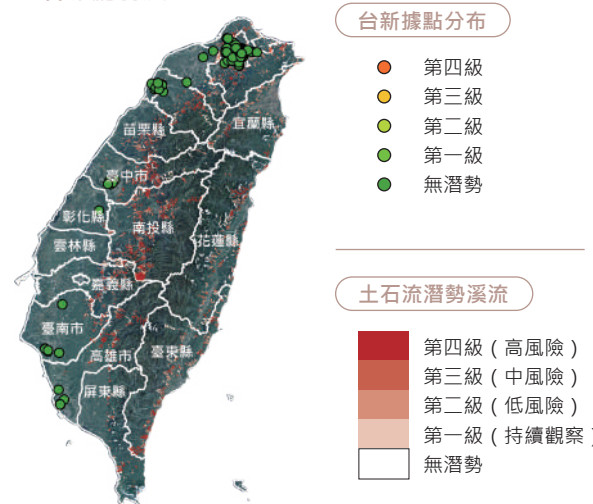 台新據點分布
第四級
第三級
第二級
第一級
無潛勢
土石流潛勢溪流
第四級（高風險）
第三級（中風險）
第二級（低風險）
第一級（持續觀察）
無潛勢
宜蘭縣
苗栗縣
臺中市
彰化縣
南投縣
雲林縣
花蓮縣
嘉義縣
臺南市
高雄市
臺東縣
屏東縣